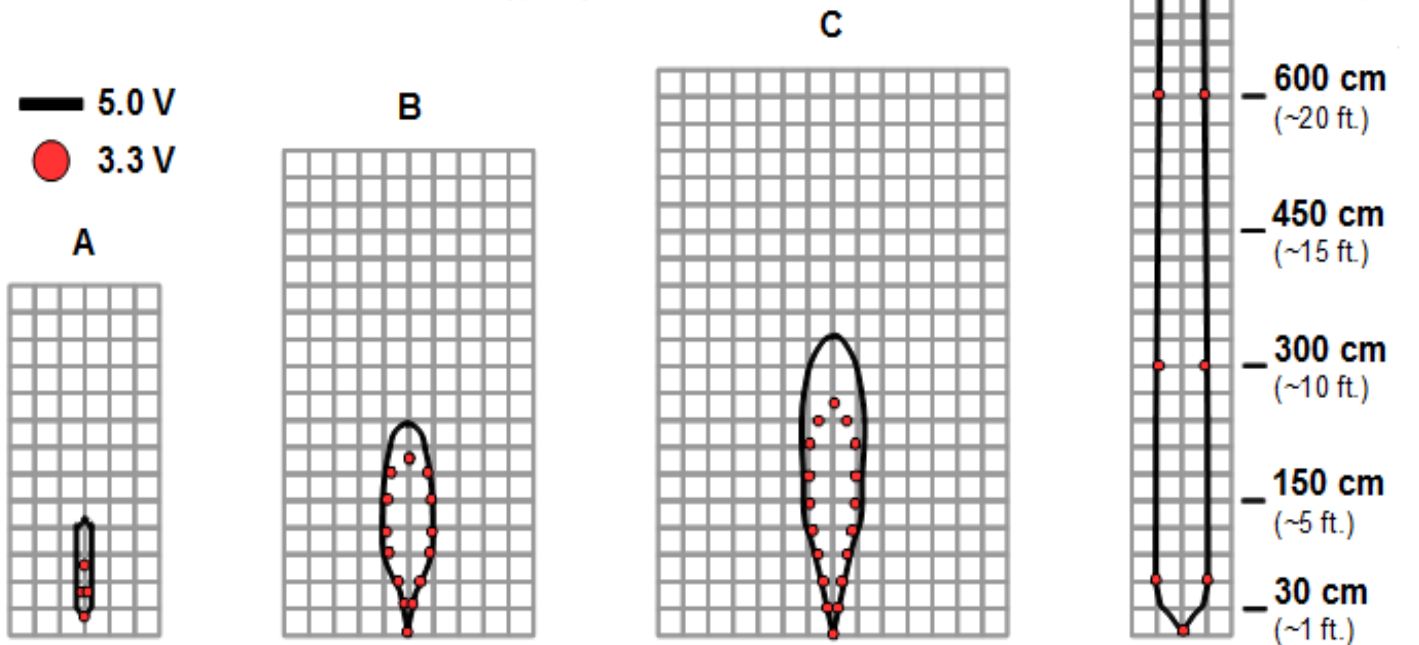 C
5.0 V
3.3 V
B
A
600 cm
(~20 ft.)
450 cm
(~15 ft.)
300 cm
(~10 ft.)
150 cm
(~5 ft.)
30 cm
(~1 ft.)